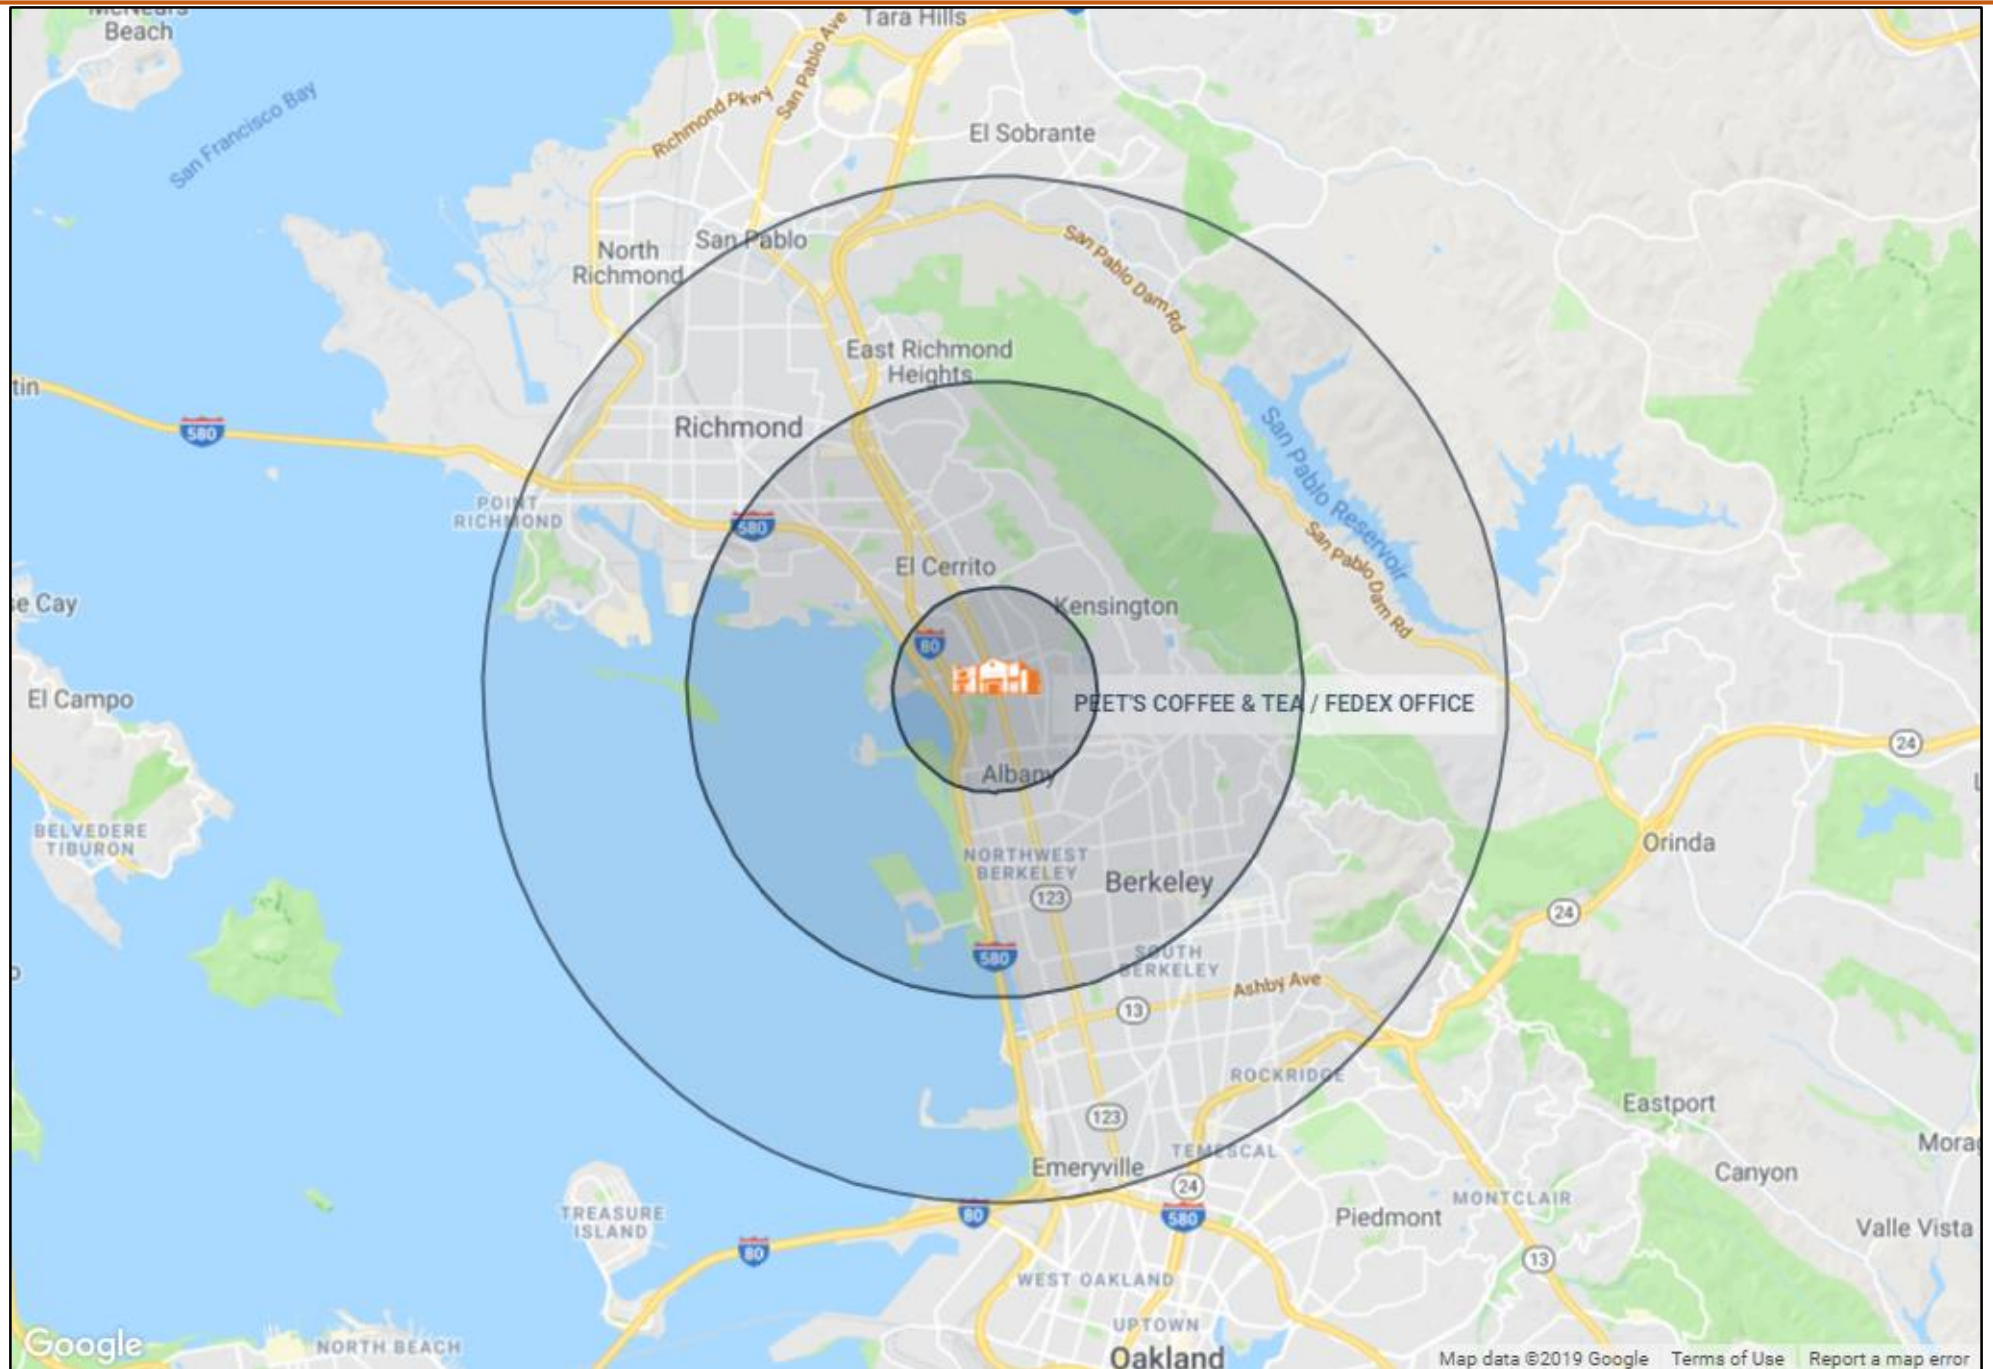 McNears
Beach
Tara Hills
San Pablo Ave
San Francisco Bay
Richmond Pkwy
El Sobrante
North
Richmond
San Pablo
San Pablo Dam Rd
East Richmond
Heights
tin
580
Richmond
San Pablo Reservoir
POINT
RICHMOND
580
San Pablo Dam Rd
El Cerrito
se Cay
Kensington
80
El Campo
PEET'S COFFEE & TEA / FEDEX OFFICE
24
Albany
BELVEDERE
TIBURON
Orinda
NORTHWEST
BERKELEY
Berkeley
123
24
580
SOUTH
BERKELEY
Ashby Ave
13
ROCKRIDGE
Eastport
123
Emeryville
TEMESCAL
Morag
Canyon
24
MONTCLAIR
TREASURE
ISLAND
80
580
Piedmont
Valle Vista
80
13
WEST OAKLAND
UPTOWN
Google
NORTH BEACH
Oakland
Map data ©2019 Google Terms of Use Report a map error